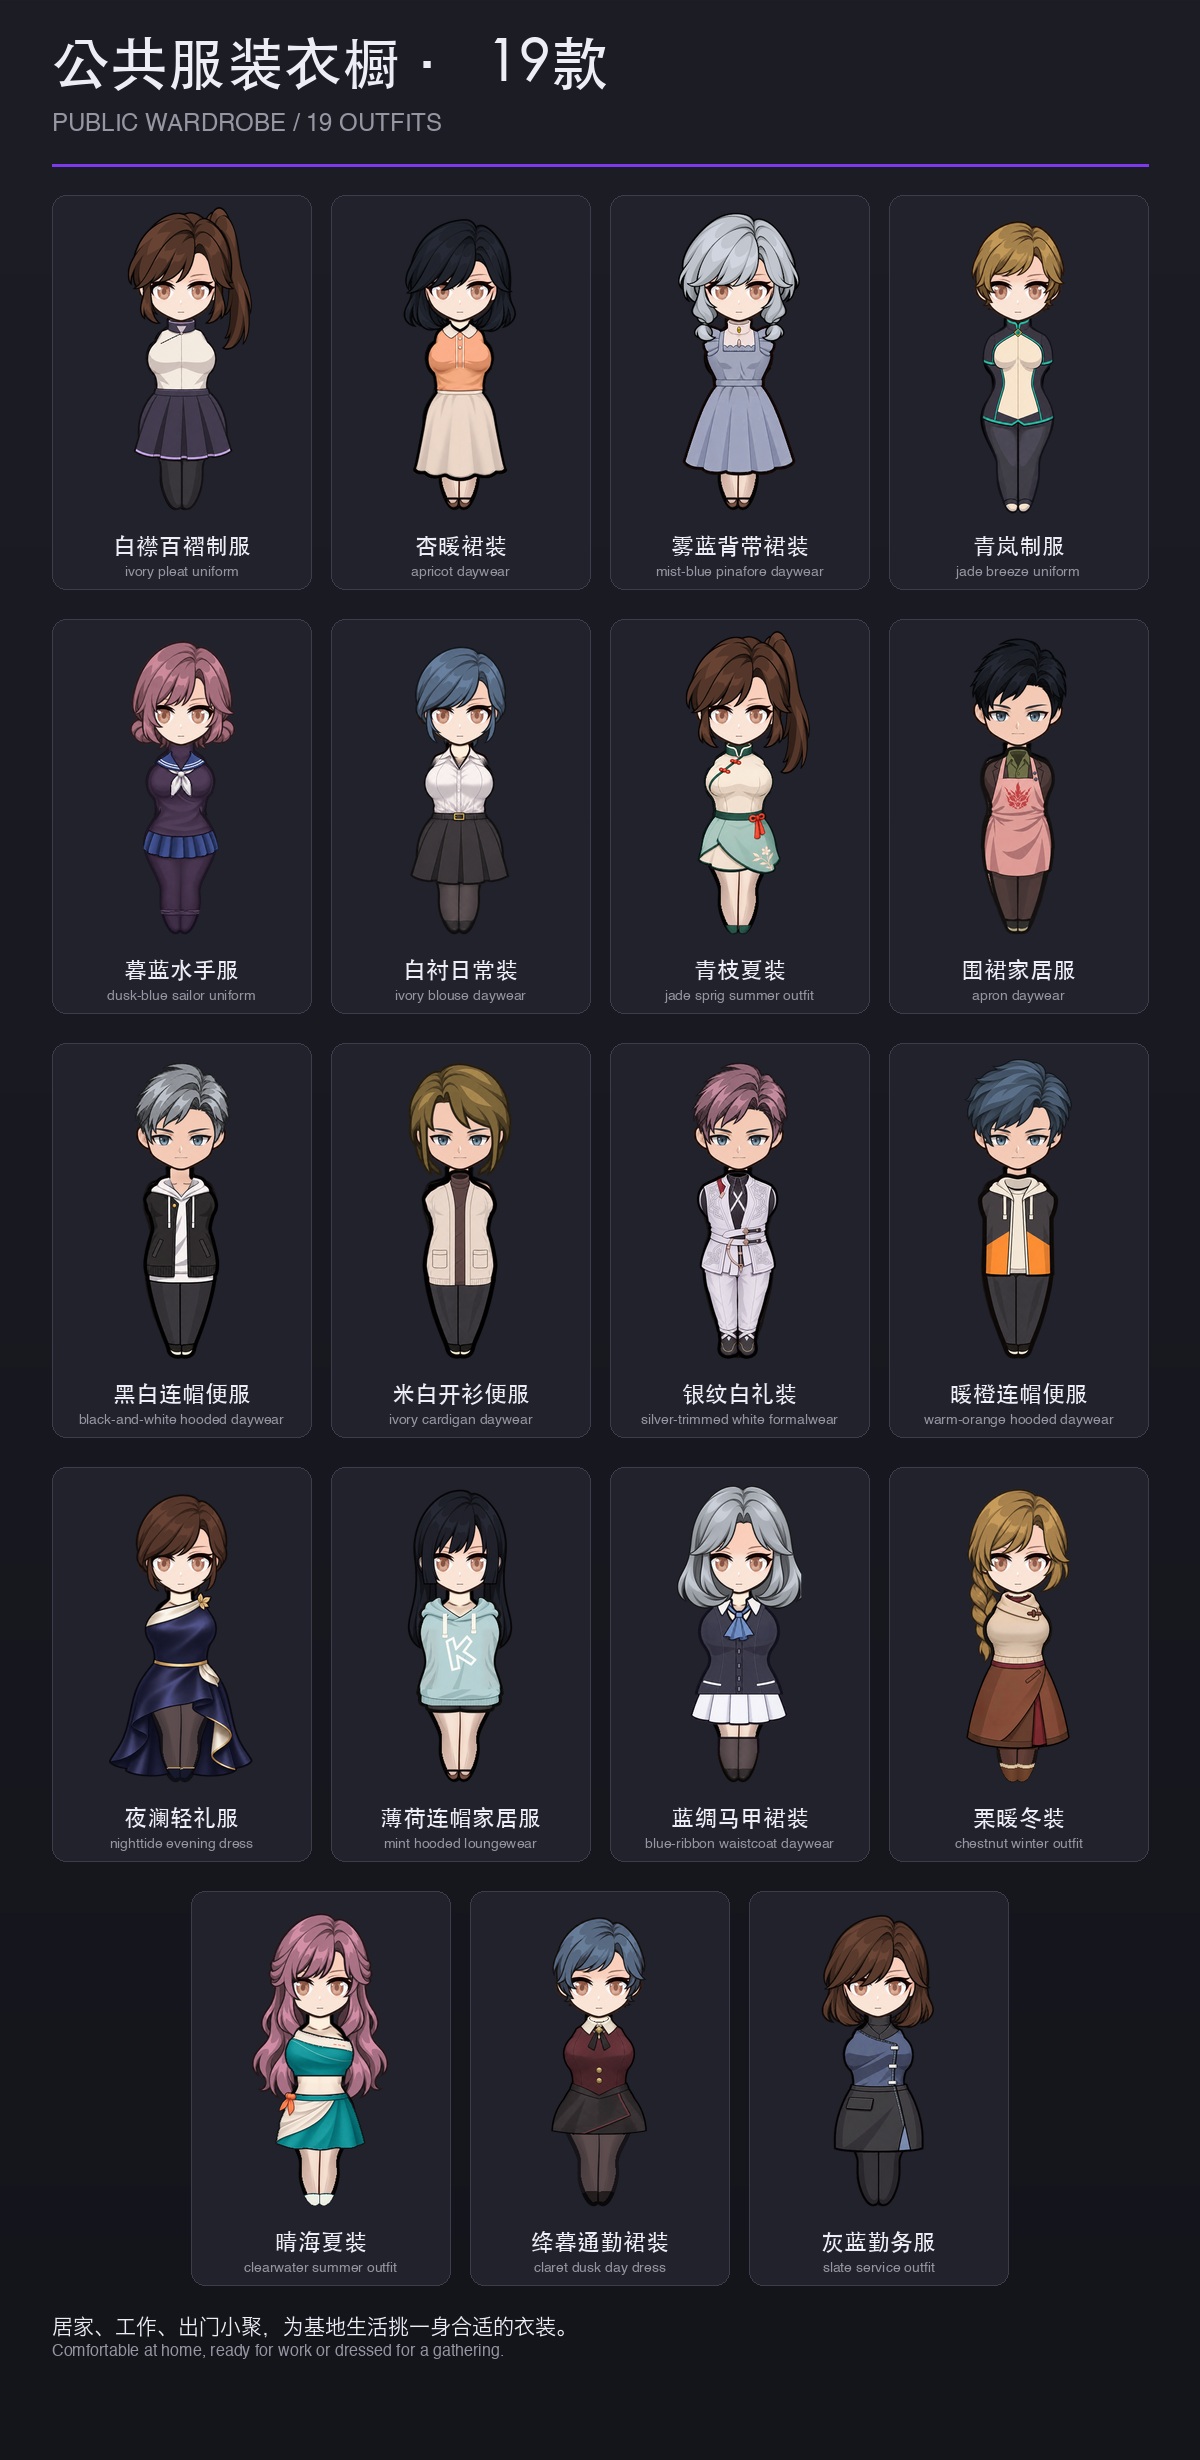 公共服装衣橱 · 19款
PUBLIC WARDROBE / 19 OUTFITS
白襟百褶制服
ivory pleat uniform
杏暖裙装
apricot daywear
雾蓝背带裙装
mist-blue pinafore daywear
青岚制服
jade breeze uniform
暮蓝水手服
dusk-blue sailor uniform
白衬日常装
ivory blouse daywear
青枝夏装
jade sprig summer outfit
围裙家居服
apron daywear
黑白连帽便服
black-and-white hooded daywear
米白开衫便服
ivory cardigan daywear
银纹白礼装
silver-trimmed white formalwear
暖橙连帽便服
warm-orange hooded daywear
夜澜轻礼服
nighttide evening dress
K
薄荷连帽家居服
mint hooded loungewear
蓝绸马甲裙装
blue-ribbon waistcoat daywear
栗暖冬装
chestnut winter outfit
晴海夏装
clearwater summer outfit
绛暮通勤裙装
claret dusk day dress
灰蓝勤务服
slate service outfit
居家、工作、出门小聚，为基地生活挑一身合适的衣装。
Comfortable at home, ready for work or dressed for a gathering.